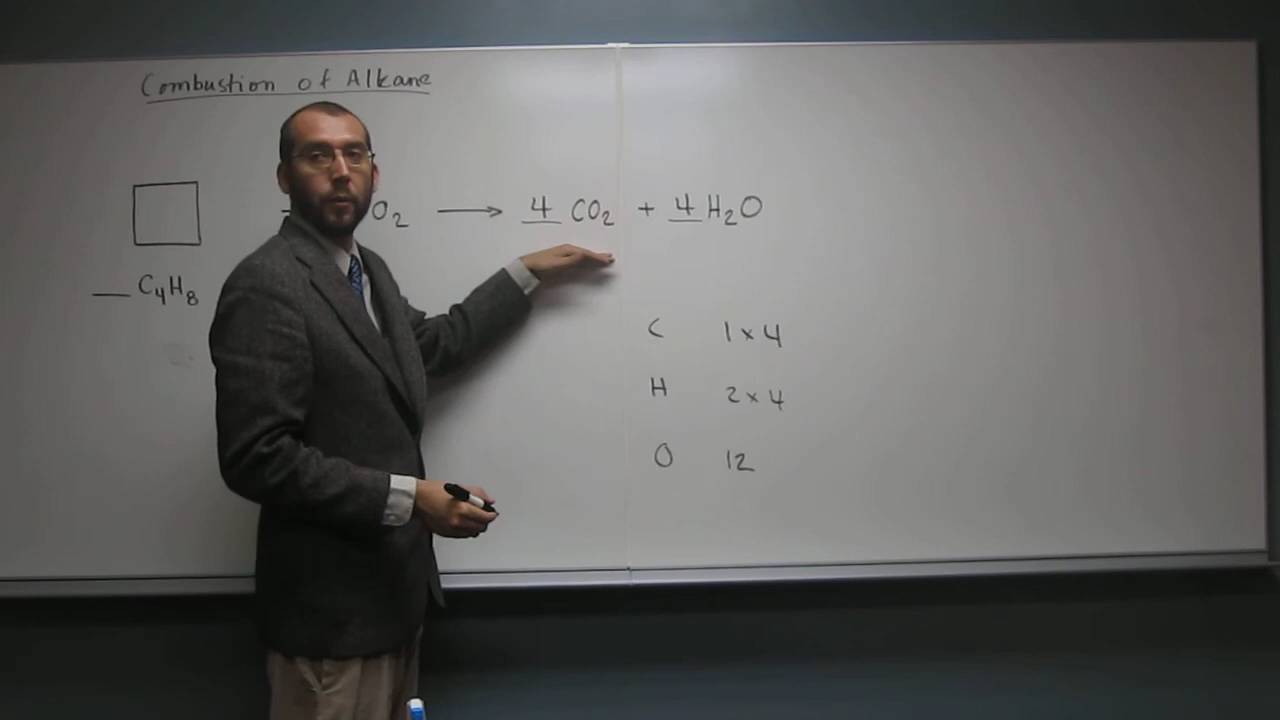 Combustion of Alkane
O2 → 4 CO2 + 4 H2O
C4H8
C 1 x 4
H 2 x 4
O 12